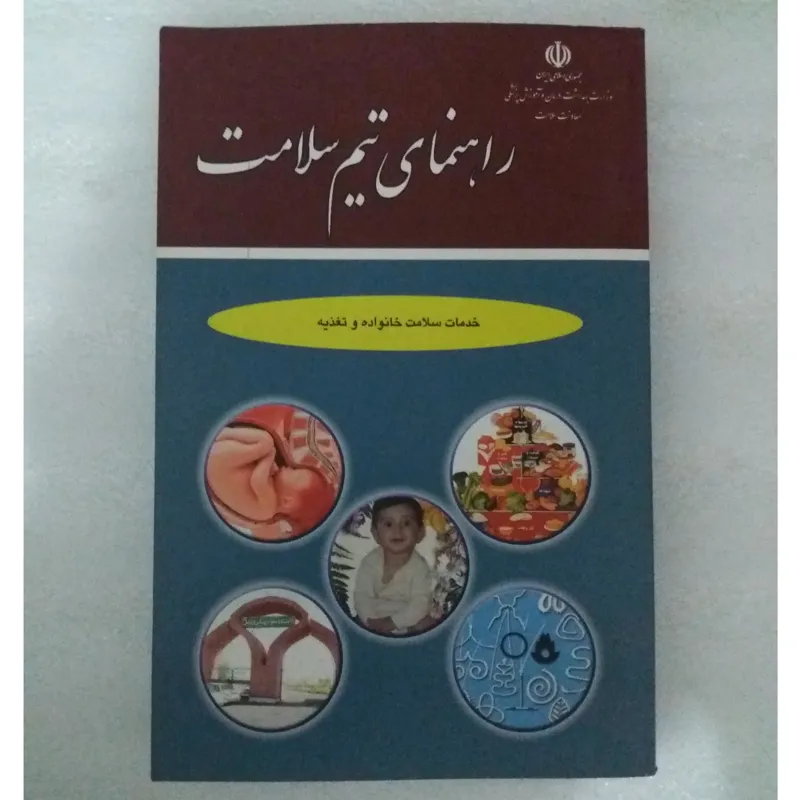 جمهوری اسلامی ایران
وزارت بهداشت، درمان و آموزش پزشکی
معاونت سلامت
راهنمای تیم سلامت
خدمات سلامت خانواده و تغذیه